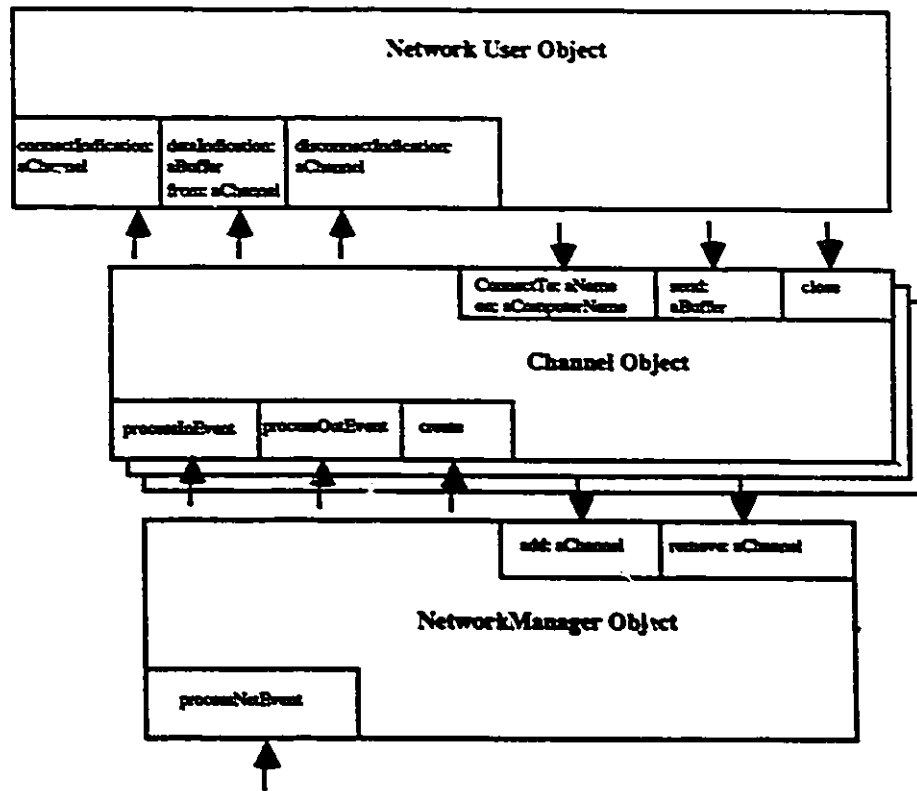 Network User Object
connectIndication:
aChannel
dataIndication:
aBuffer
from: aChannel
disconnectIndication:
aChannel
ConnectTo: aName
on: aComputerName
send:
aBuffer
close
Channel Object
processInEvent
processOutEvent
create
add: aChannel
remove: aChannel
NetworkManager Object
processNetEvent